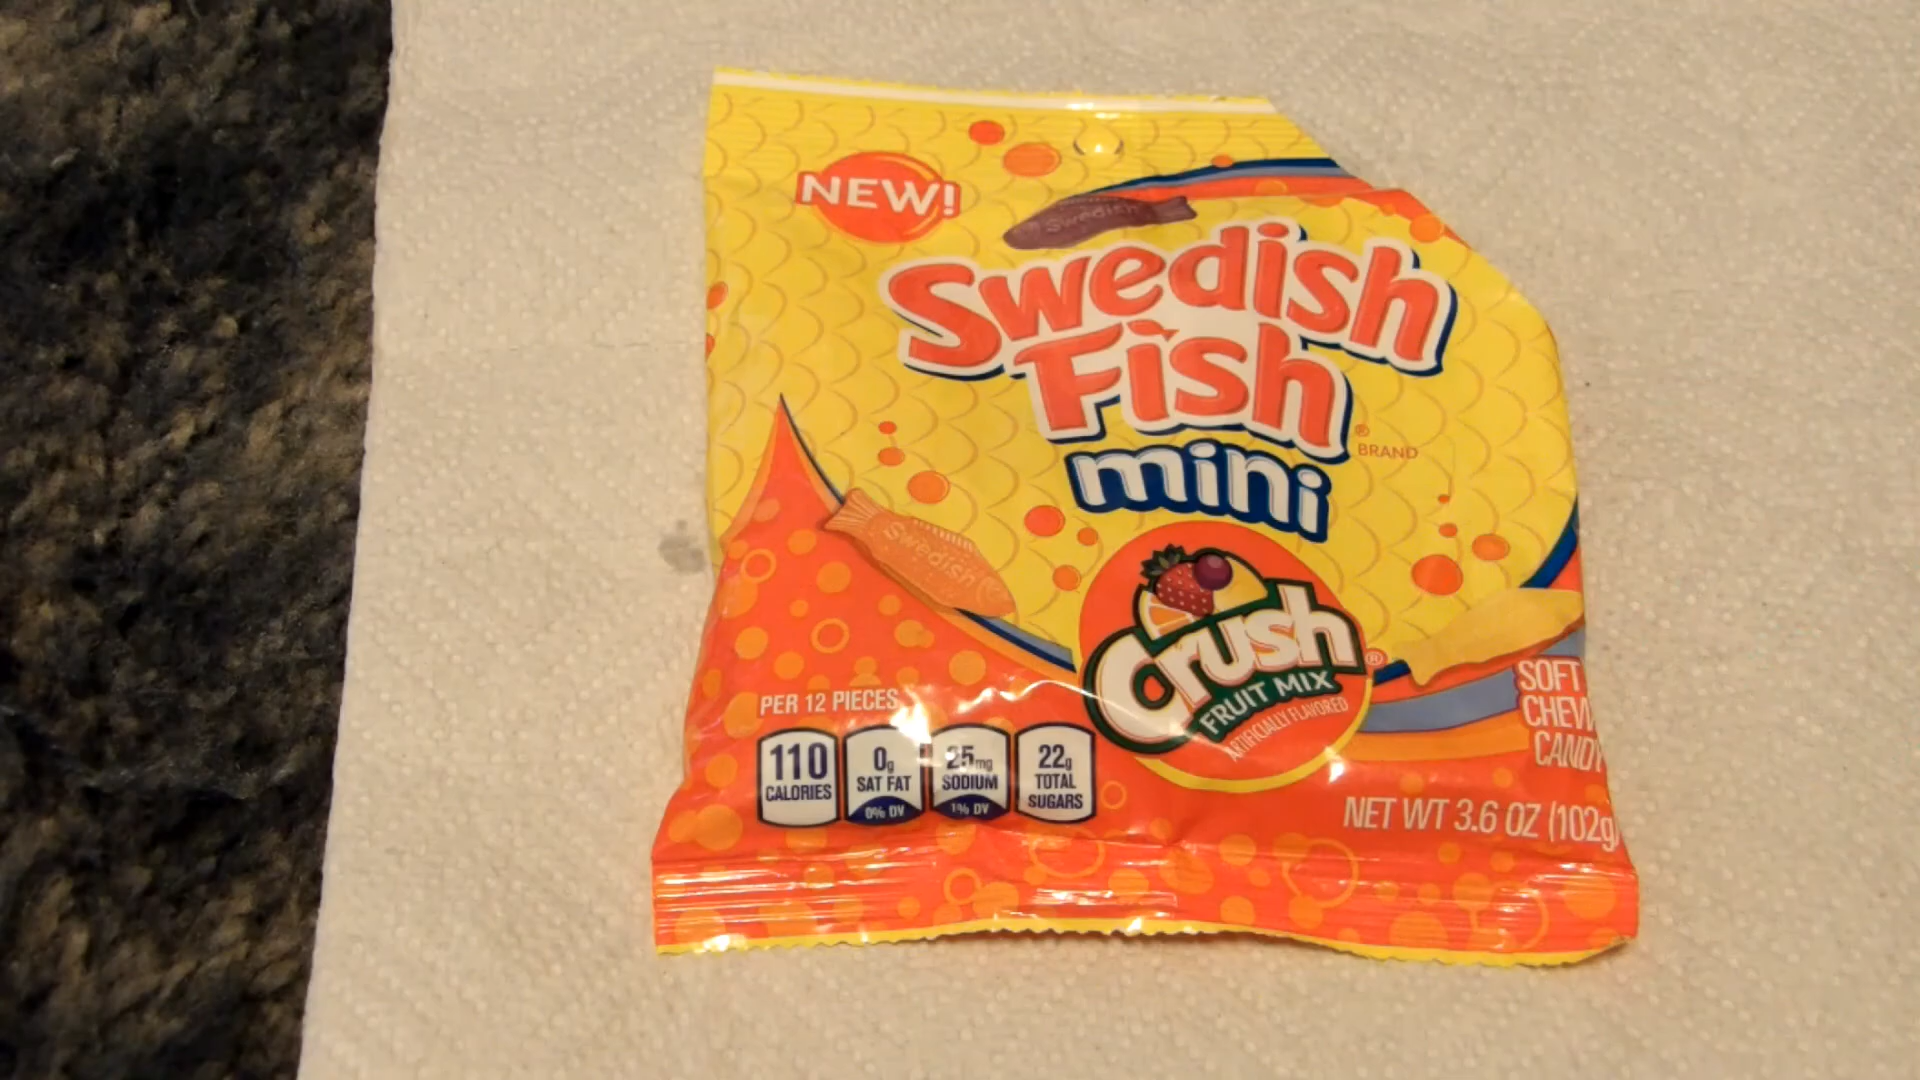 NEW!
Swedish
Swedish
Fish
® BRAND
mini
Swedish
Crush®
FRUIT MIX
ARTIFICIALLY FLAVORED
SOFT
CHEW
CANDY
PER 12 PIECES
110
CALORIES
0g
SAT FAT
0% DV
25mg
SODIUM
1% DV
22g
TOTAL
SUGARS
NET WT 3.6 OZ (102g)